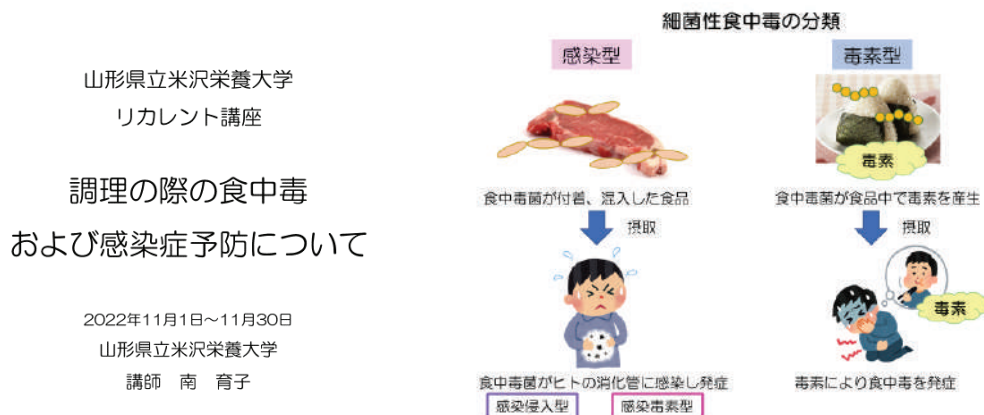 山形県立米沢栄養大学
リカレント講座
調理の際の食中毒
および感染症予防について
2022年11月1日～11月30日
山形県立米沢栄養大学
講師　南　育子
細菌性食中毒の分類
感染型
食中毒菌が付着、混入した食品
摂取
食中毒菌がヒトの消化管に感染し発症
感染侵入型
感染毒素型
毒素型
毒素
食中毒菌が食品中で毒素を産生
摂取
毒素
毒素により食中毒を発症